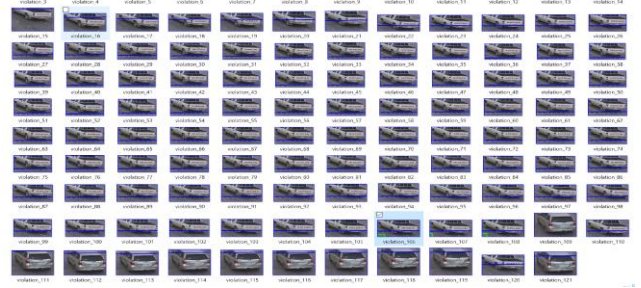 violation_3 violation_4 violation_5 violation_6 violation_7 violation_8 violation_9 violation_10 violation_11 violation_12 violation_13 violation_14
violation_15 violation_16 violation_17 violation_18 violation_19 violation_20 violation_21 violation_22 violation_23 violation_24 violation_25 violation_26
violation_27 violation_28 violation_29 violation_30 violation_31 violation_32 violation_33 violation_34 violation_35 violation_36 violation_37 violation_38
violation_39 violation_40 violation_41 violation_42 violation_43 violation_44 violation_45 violation_46 violation_47 violation_48 violation_49 violation_50
violation_51 violation_52 violation_53 violation_54 violation_55 violation_56 violation_57 violation_58 violation_59 violation_60 violation_61 violation_62
violation_63 violation_64 violation_65 violation_66 violation_67 violation_68 violation_69 violation_70 violation_71 violation_72 violation_73 violation_74
violation_75 violation_76 violation_77 violation_78 violation_79 violation_80 violation_81 violation_82 violation_83 violation_84 violation_85 violation_86
violation_87 violation_88 violation_89 violation_90 violation_91 violation_92 violation_93 violation_94 violation_95 violation_96 violation_97 violation_98
violation_99 violation_100 violation_101 violation_102 violation_103 violation_104 violation_105 violation_106 violation_107 violation_108 violation_109 violation_110
violation_111 violation_112 violation_113 violation_114 violation_115 violation_116 violation_117 violation_118 violation_119 violation_120 violation_121